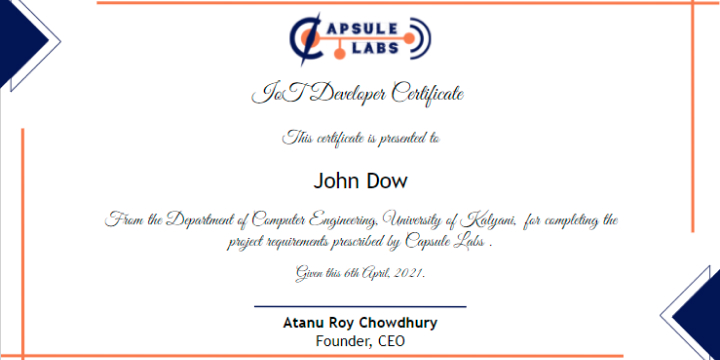 CAPSULE
LABS
IoT Developer Certificate
This certificate is presented to
John Dow
From the Department of Computer Engineering, University of Kalyani, for completing the
project requirements prescribed by Capsule Labs .
Given this 6th April, 2021.
Atanu Roy Chowdhury
Founder, CEO